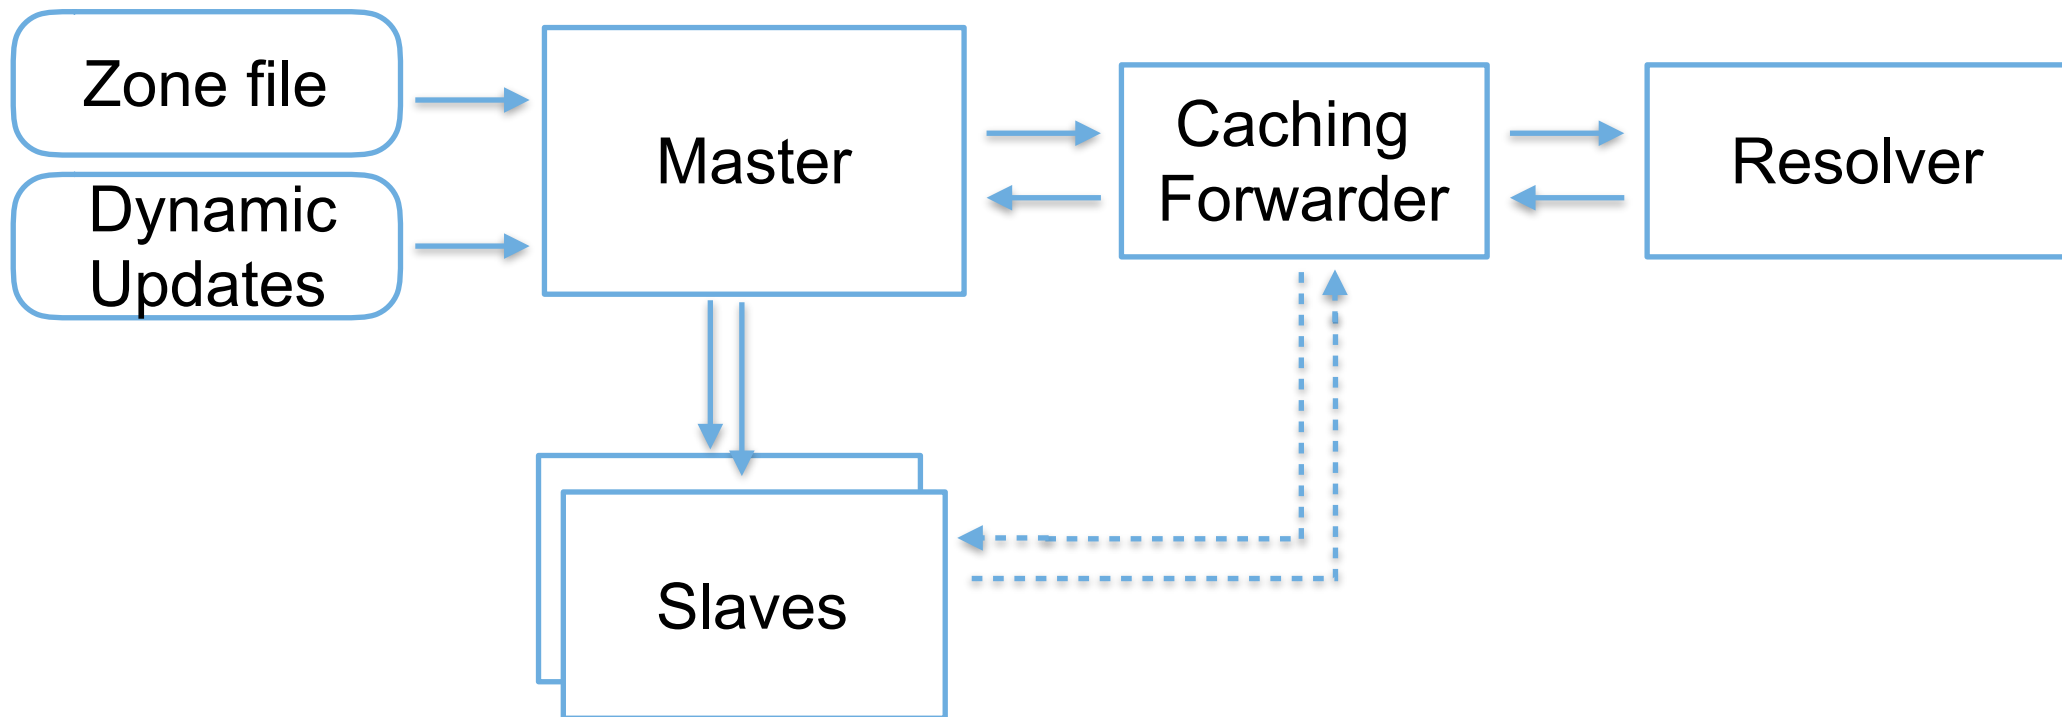 Zone file
Dynamic
Updates
Master
Caching
Forwarder
Resolver
Slaves